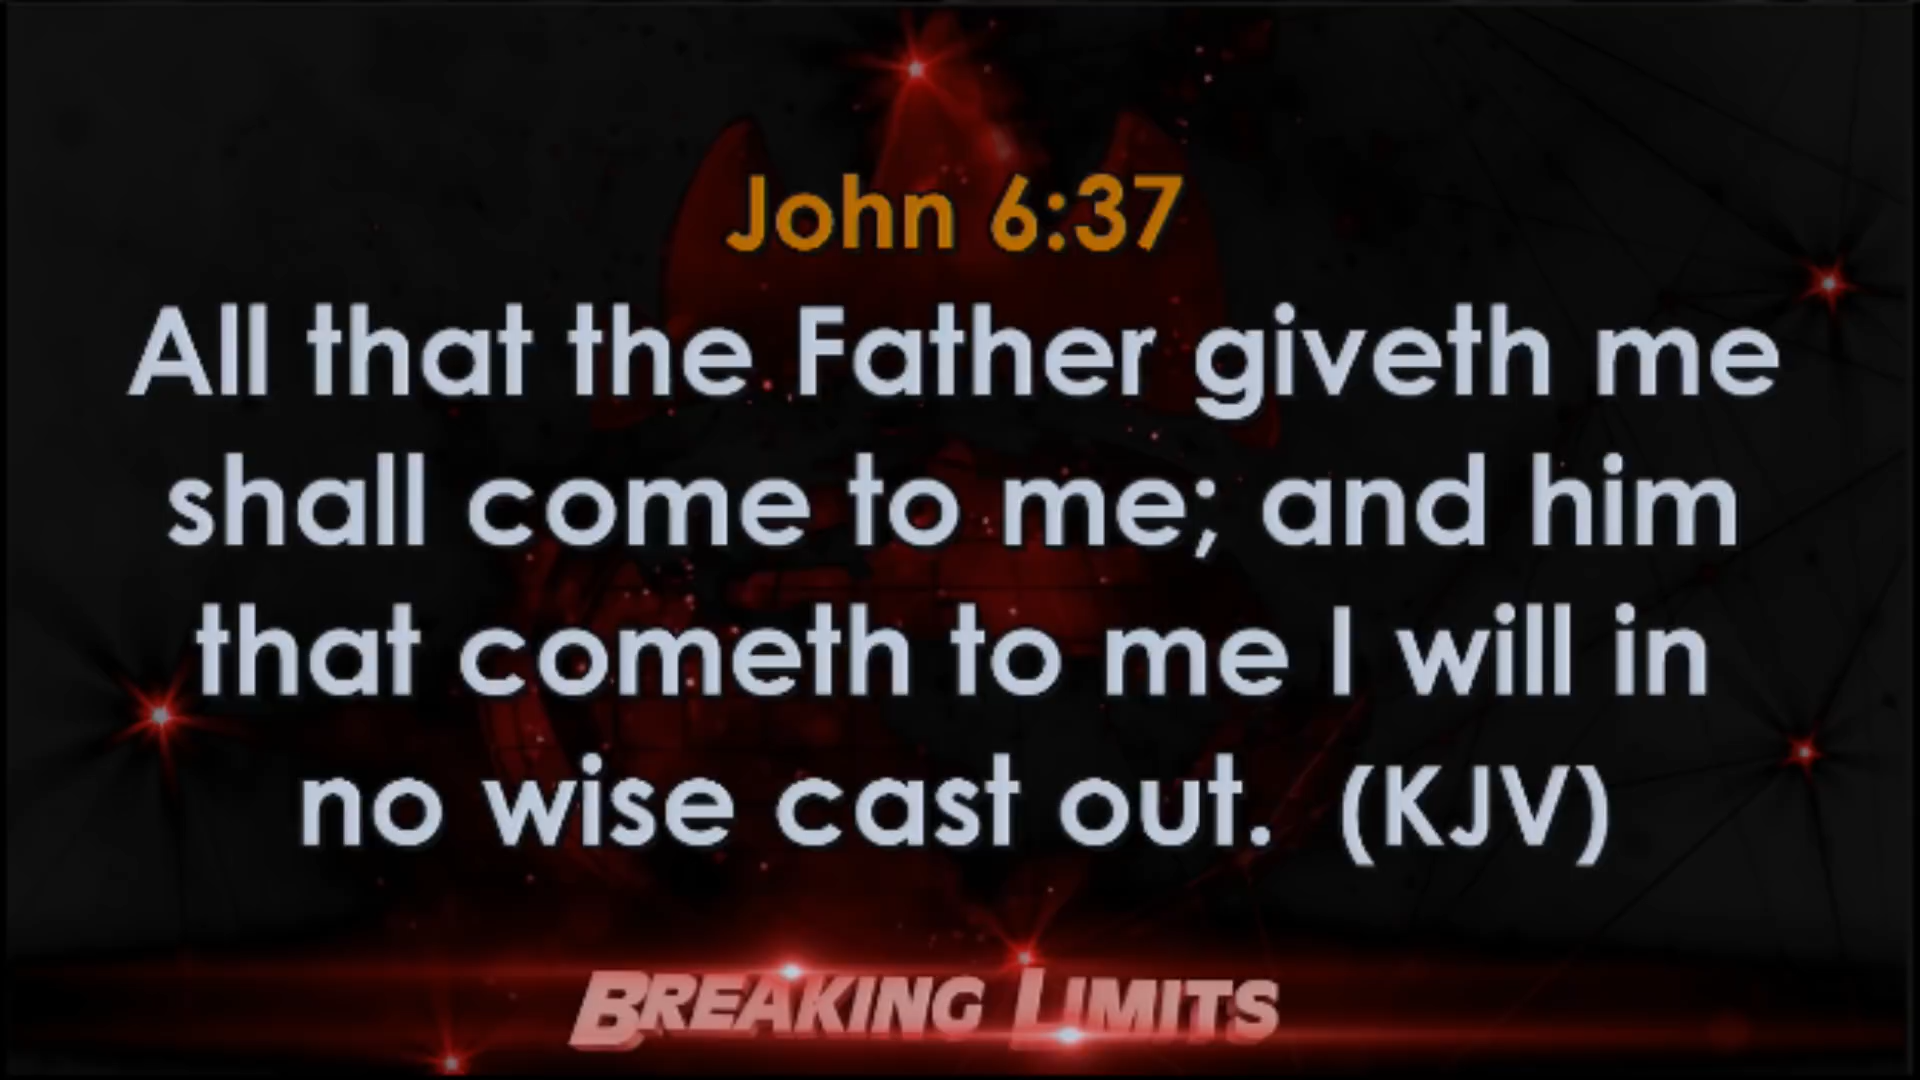 John 6:37
All that the Father giveth me
shall come to me; and him
that cometh to me I will in
no wise cast out. (KJV)
BREAKING LIMITS